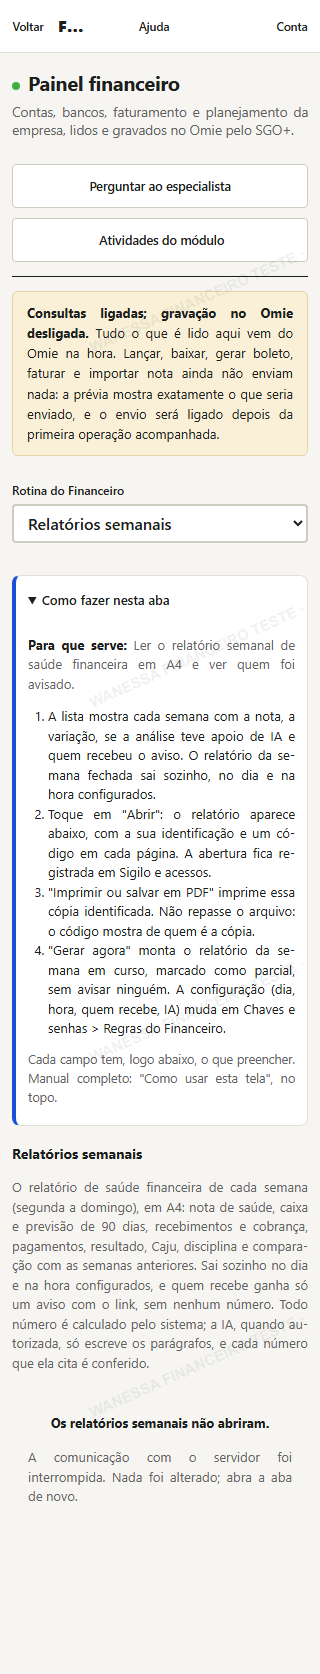 Voltar F... Ajuda Conta
Painel financeiro
Contas, bancos, faturamento e planejamento da
empresa, lidos e gravados no Omie pelo SGO+.
Perguntar ao especialista
Atividades do módulo
Consultas ligadas; gravação no Omie
desligada. Tudo o que é lido aqui vem do
Omie na hora. Lançar, baixar, gerar boleto,
faturar e importar nota ainda não enviam
nada: a prévia mostra exatamente o que seria
enviado, e o envio será ligado depois da
primeira operação acompanhada.
WANESSA FINANCEIRO TESTE ·
Rotina do Financeiro
Relatórios semanais
▼ Como fazer nesta aba
Para que serve: Ler o relatório semanal de
saúde financeira em A4 e ver quem foi
avisado.
WANESSA FINANCEIRO TESTE ·
1. A lista mostra cada semana com a nota, a
variação, se a análise teve apoio de IA e
quem recebeu o aviso. O relatório da se-
mana fechada sai sozinho, no dia e na
hora configurados.
2. Toque em "Abrir": o relatório aparece
abaixo, com a sua identificação e um có-
digo em cada página. A abertura fica re-
gistrada em Sigilo e acessos.
3. "Imprimir ou salvar em PDF" imprime essa
cópia identificada. Não repasse o arquivo:
o código mostra de quem é a cópia.
4. "Gerar agora" monta o relatório da se-
mana em curso, marcado como parcial,
sem avisar ninguém. A configuração (dia,
hora, quem recebe, IA) muda em Chaves e
senhas > Regras do Financeiro.
WANESSA FINANCEIRO TESTE ·
Cada campo tem, logo abaixo, o que preencher.
Manual completo: "Como usar esta tela", no
topo.
Relatórios semanais
O relatório de saúde financeira de cada semana
(segunda a domingo), em A4: nota de saúde, caixa
e previsão de 90 dias, recebimentos e cobrança,
pagamentos, resultado, Caju, disciplina e compara-
ção com as semanas anteriores. Sai sozinho no dia
e na hora configurados, e quem recebe ganha só
um aviso com o link, sem nenhum número. Todo
número é calculado pelo sistema; a IA, quando au-
torizada, só escreve os parágrafos, e cada número
que ela cita é conferido.
WANESSA FINANCEIRO TESTE ·
Os relatórios semanais não abriram.
A comunicação com o servidor foi
interrompida. Nada foi alterado; abra a aba
de novo.